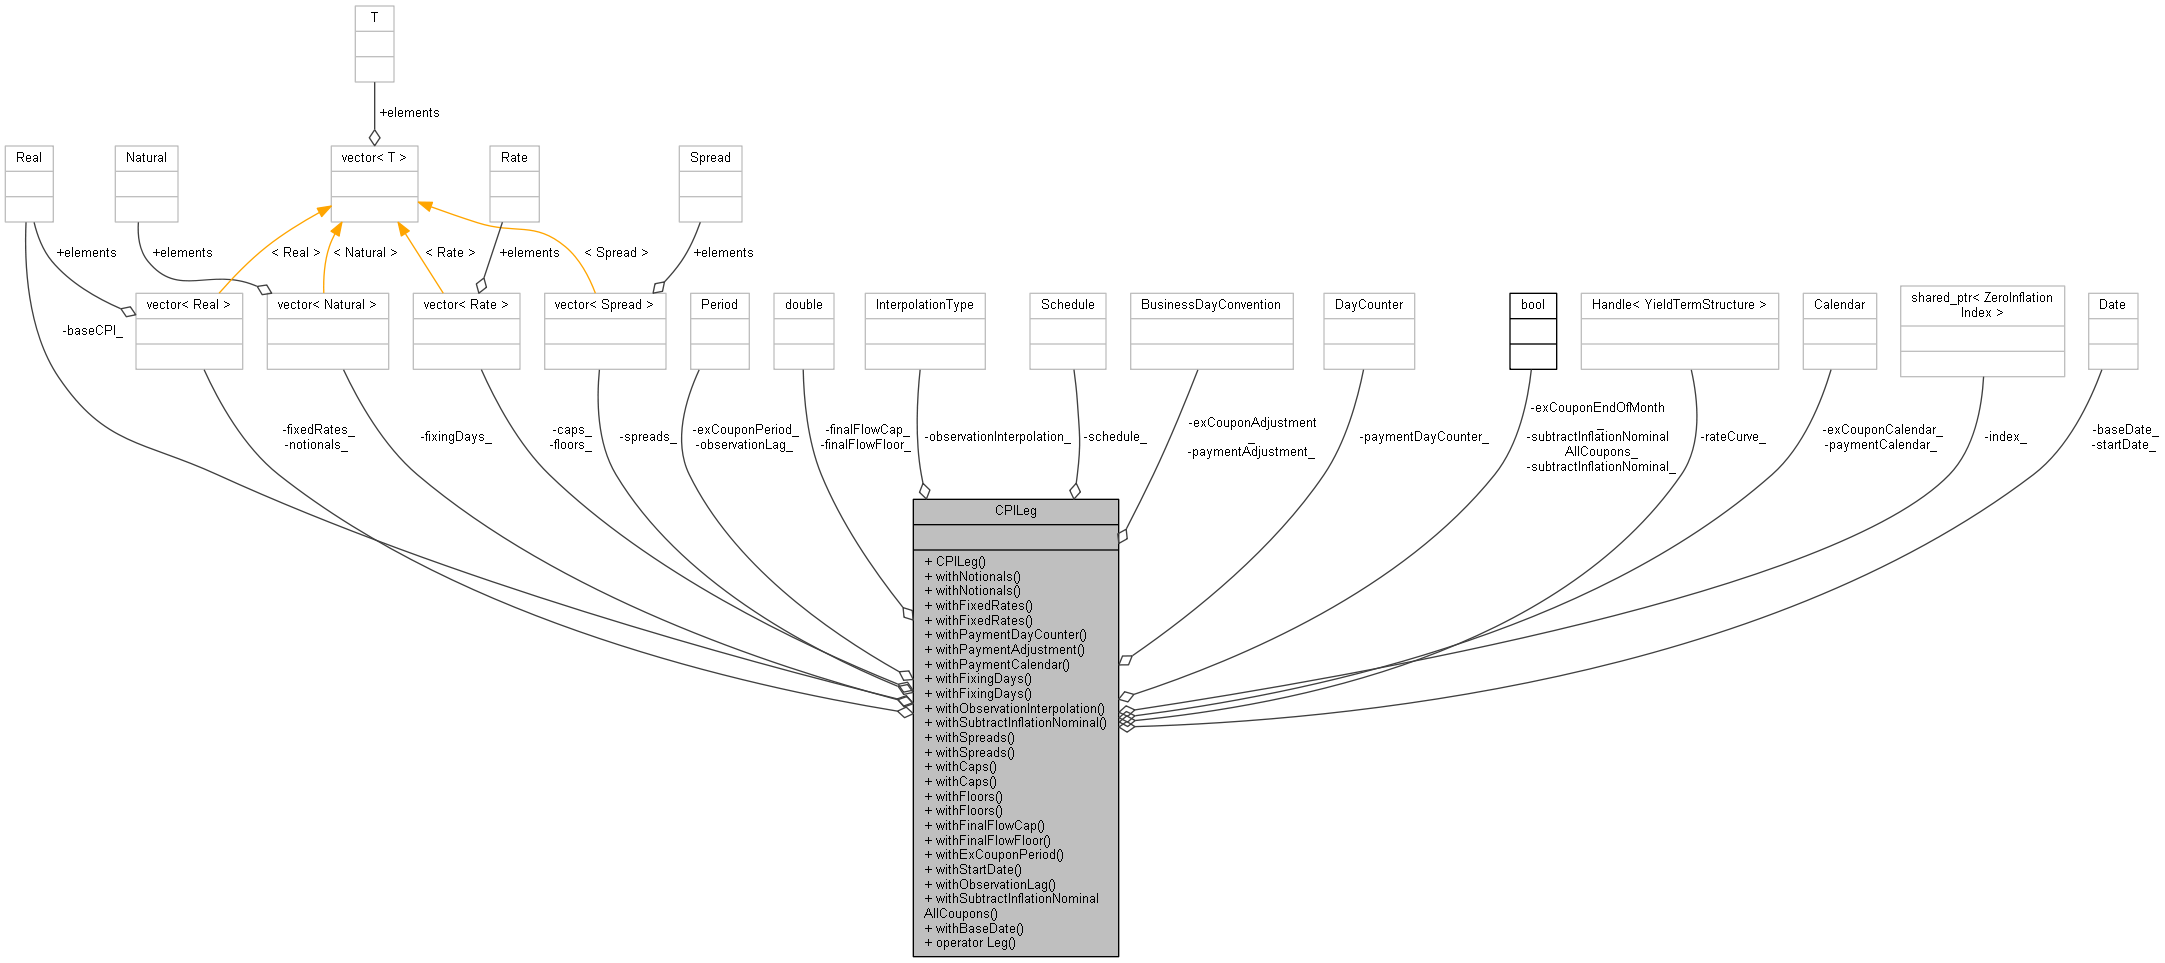 T
+elements
Real
Natural
vector< T >
Rate
Spread
+elements
+elements
< Real >
< Natural >
< Rate >
+elements
< Spread >
+elements
-baseCPI_
vector< Real >
vector< Natural >
vector< Rate >
vector< Spread >
Period
double
InterpolationType
Schedule
BusinessDayConvention
DayCounter
bool
Handle< YieldTermStructure >
Calendar
shared_ptr< ZeroInflation
Index >
Date
-fixedRates_
-notionals_
-fixingDays_
-caps_
-floors_
-spreads_
-exCouponPeriod_
-observationLag_
-finalFlowCap_
-finalFlowFloor_
-observationInterpolation_
-schedule_
-exCouponAdjustment
_
-paymentAdjustment_
-paymentDayCounter_
-exCouponEndOfMonth
_
-subtractInflationNominal
AllCoupons_
-subtractInflationNominal_
-rateCurve_
-exCouponCalendar_
-paymentCalendar_
-index_
-baseDate_
-startDate_
CPILeg
+ CPILeg()
+ withNotionals()
+ withNotionals()
+ withFixedRates()
+ withFixedRates()
+ withPaymentDayCounter()
+ withPaymentAdjustment()
+ withPaymentCalendar()
+ withFixingDays()
+ withFixingDays()
+ withObservationInterpolation()
+ withSubtractInflationNominal()
+ withSpreads()
+ withSpreads()
+ withCaps()
+ withCaps()
+ withFloors()
+ withFloors()
+ withFinalFlowCap()
+ withFinalFlowFloor()
+ withExCouponPeriod()
+ withStartDate()
+ withObservationLag()
+ withSubtractInflationNominal
AllCoupons()
+ withBaseDate()
+ operator Leg()